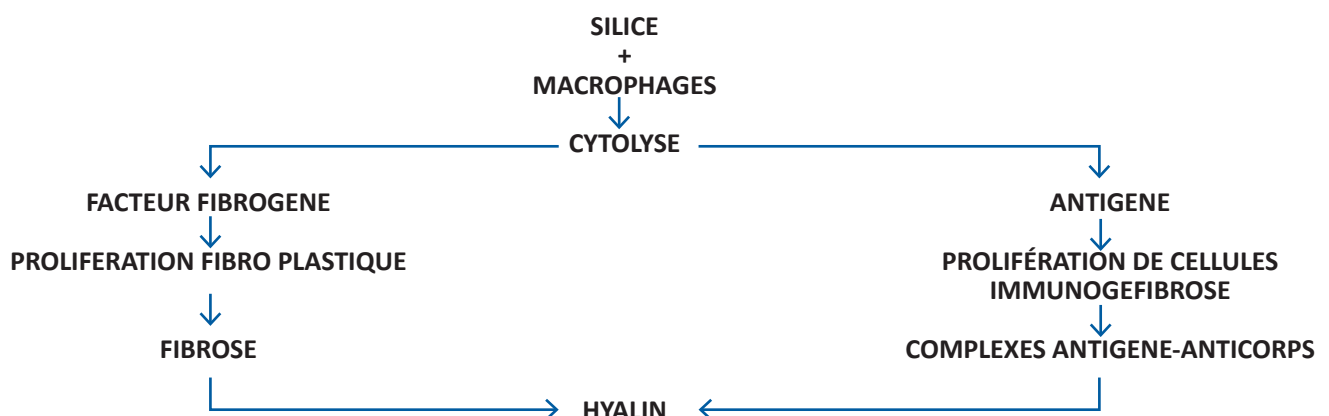 SILICE
+
MACROPHAGES
CYTOLYSE
FACTEUR FIBROGENE
ANTIGENE
PROLIFERATION FIBRO PLASTIQUE
PROLIFÉRATION DE CELLULES
IMMUNOGEFIBROSE
FIBROSE
COMPLEXES ANTIGENE-ANTICORPS
HYALIN